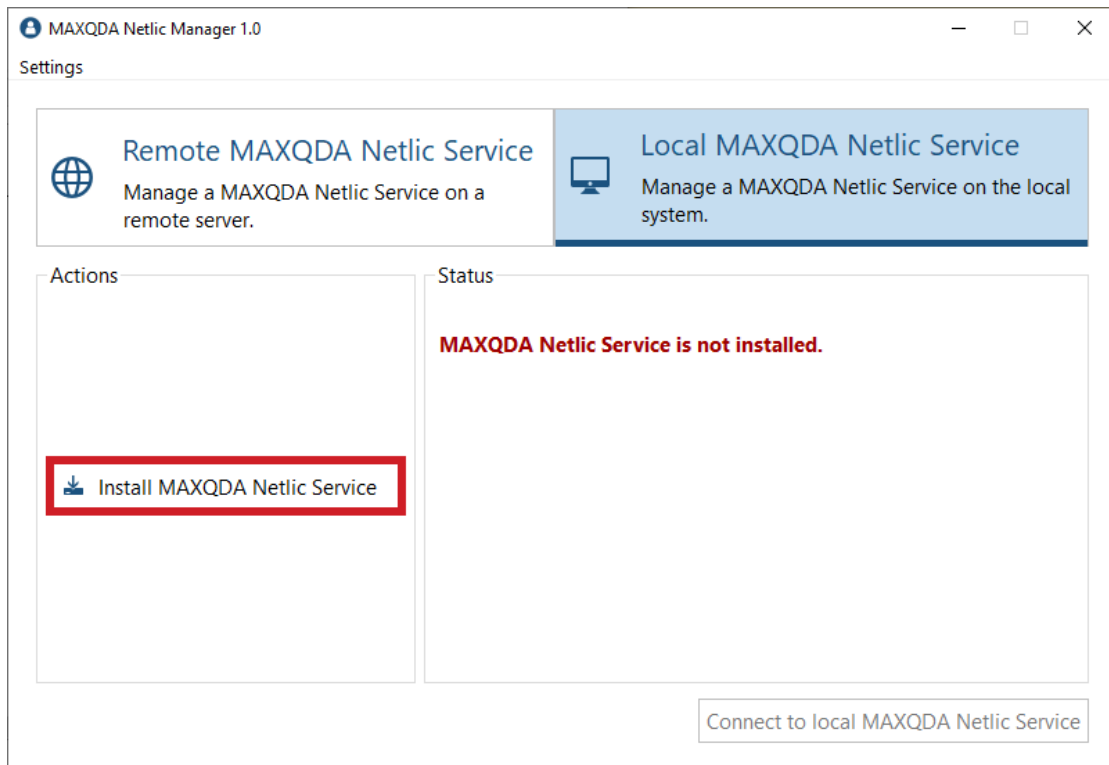 MAXQDA Netlic Manager 1.0
Settings
Remote MAXQDA Netlic Service
Manage a MAXQDA Netlic Service on a
remote server.
Local MAXQDA Netlic Service
Manage a MAXQDA Netlic Service on the local
system.
Actions
Install MAXQDA Netlic Service
Status
MAXQDA Netlic Service is not installed.
Connect to local MAXQDA Netlic Service